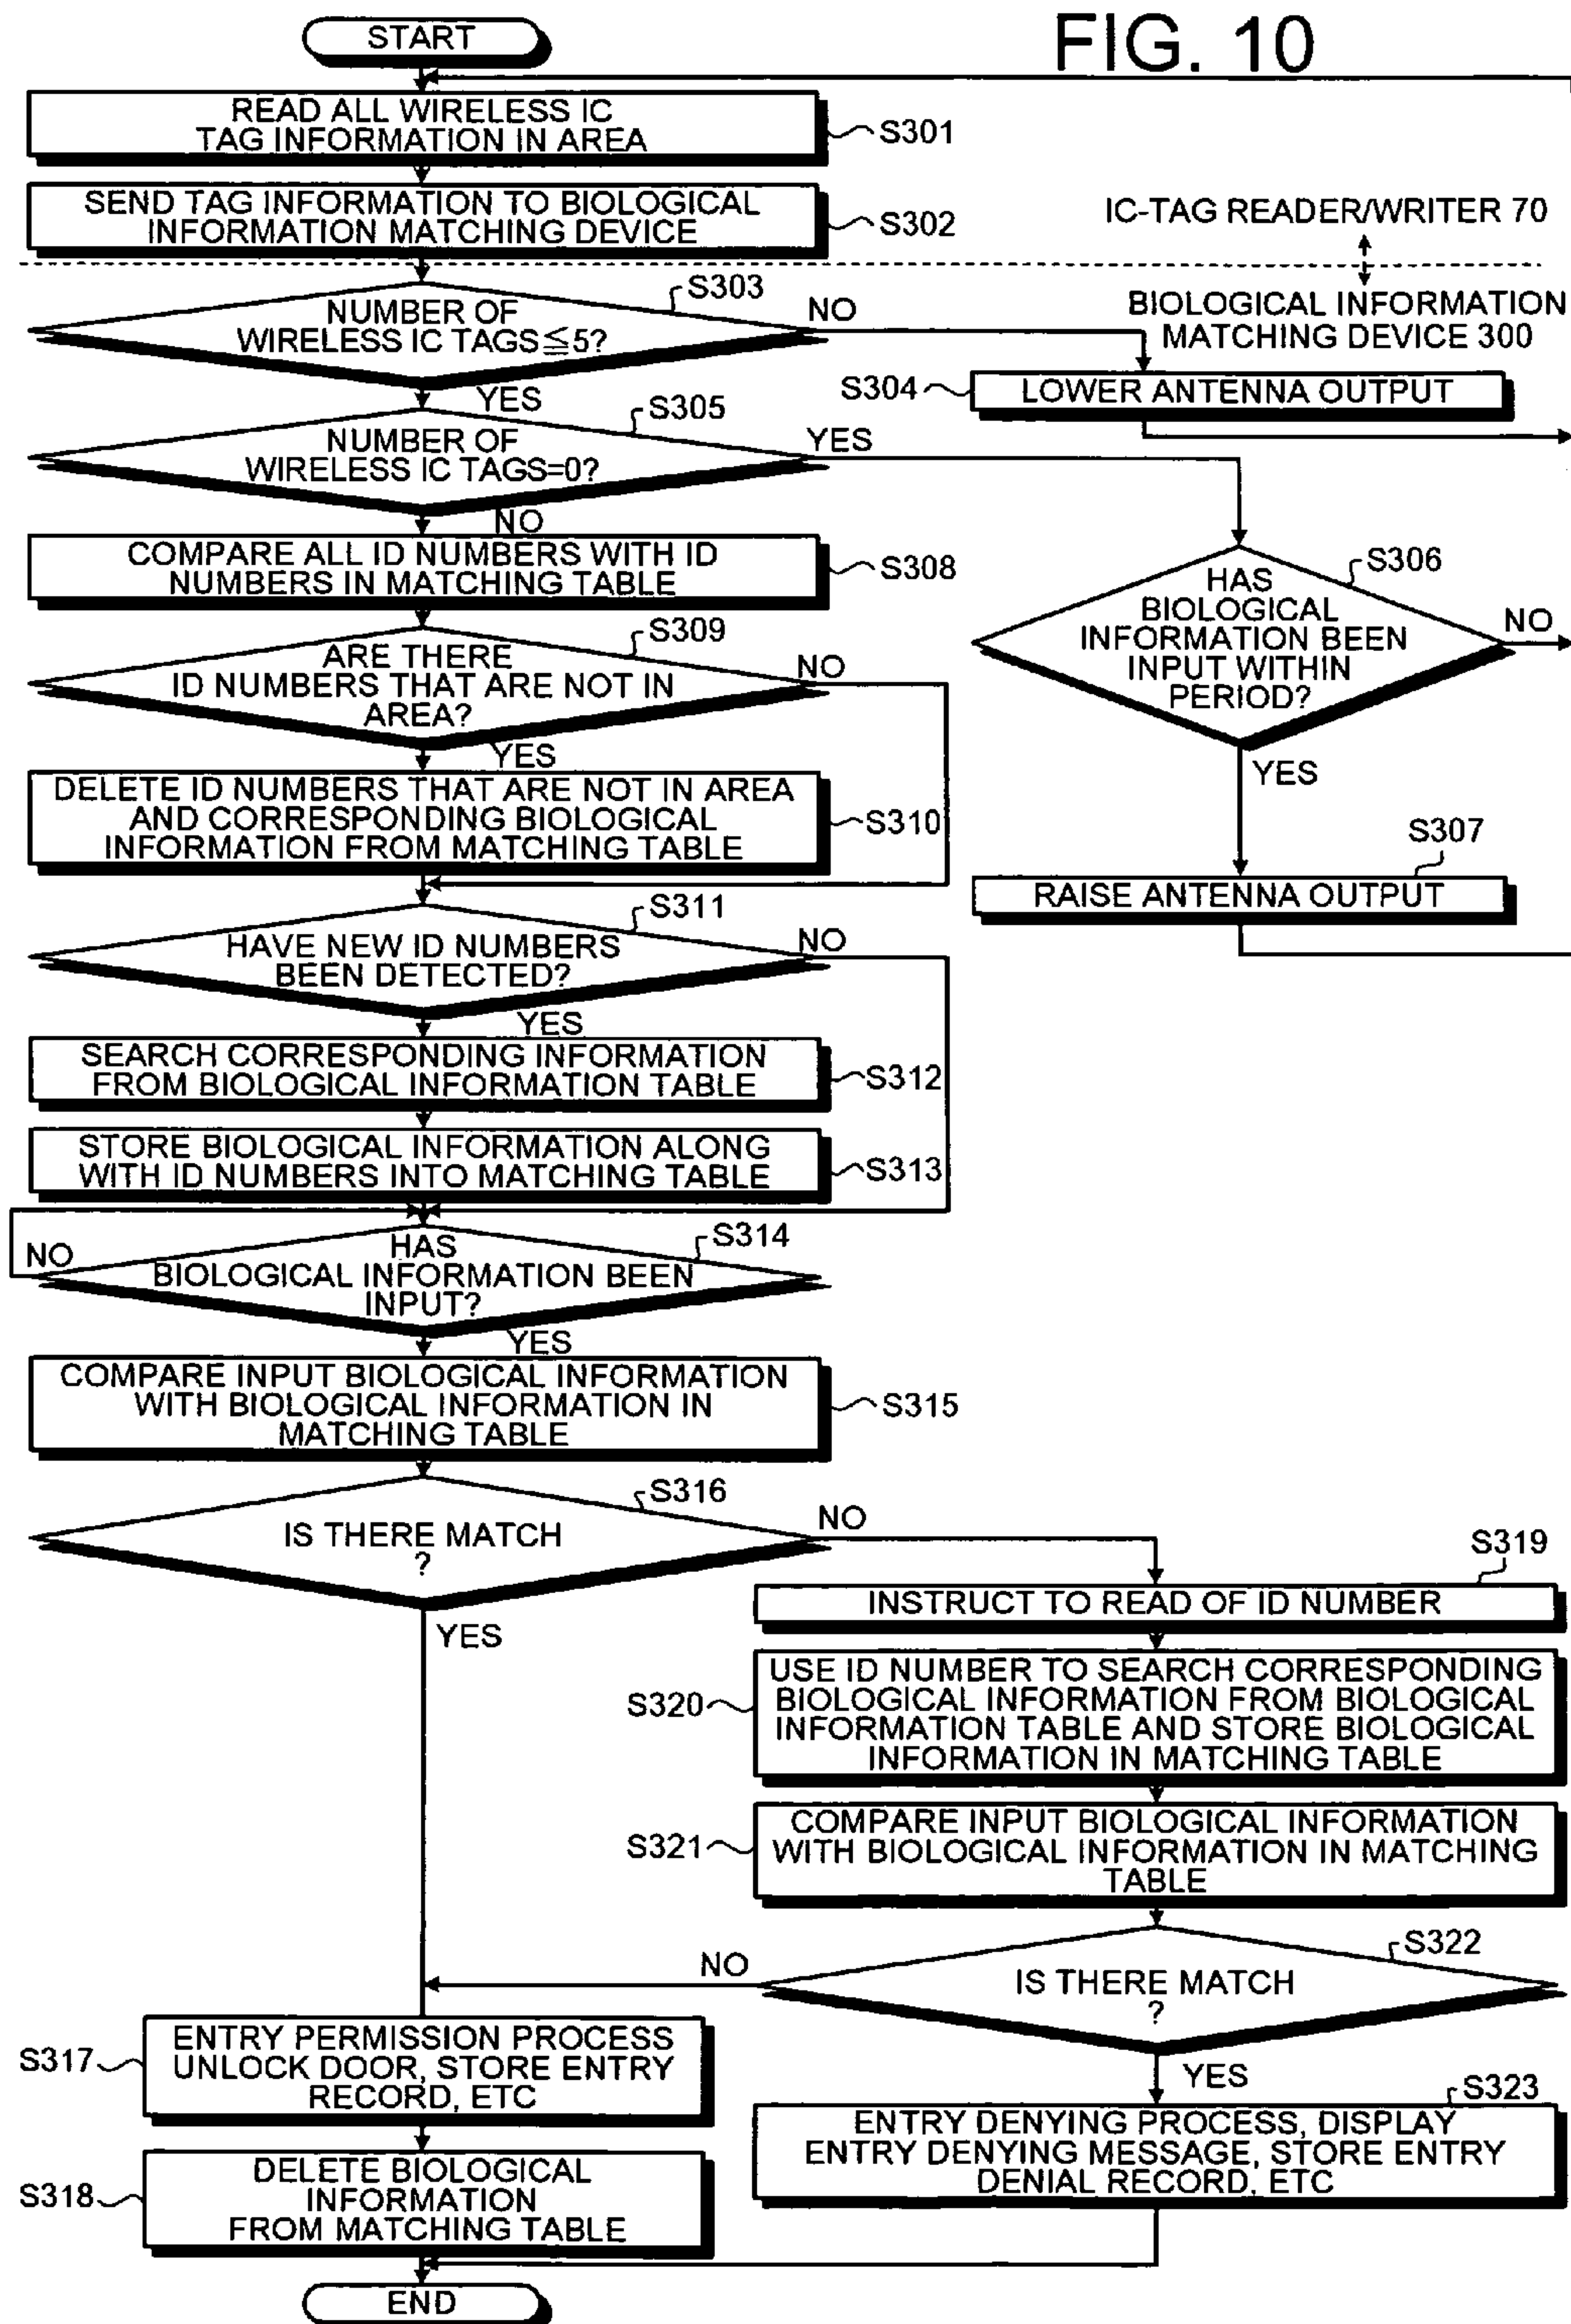 FIG. 10
START
READ ALL WIRELESS IC
TAG INFORMATION IN AREA
S301
SEND TAG INFORMATION TO BIOLOGICAL
INFORMATION MATCHING DEVICE
S302
IC-TAG READER/WRITER 70
BIOLOGICAL INFORMATION
MATCHING DEVICE 300
S303
NUMBER OF
WIRELESS IC TAGS≦5?
NO
YES
S304
LOWER ANTENNA OUTPUT
S305
NUMBER OF
WIRELESS IC TAGS=0?
YES
NO
S306
HAS
BIOLOGICAL
INFORMATION BEEN
INPUT WITHIN
PERIOD?
NO
YES
S307
RAISE ANTENNA OUTPUT
COMPARE ALL ID NUMBERS WITH ID
NUMBERS IN MATCHING TABLE
S308
S309
ARE THERE
ID NUMBERS THAT ARE NOT IN
AREA?
NO
YES
DELETE ID NUMBERS THAT ARE NOT IN AREA
AND CORRESPONDING BIOLOGICAL
INFORMATION FROM MATCHING TABLE
S310
S311
HAVE NEW ID NUMBERS
BEEN DETECTED?
NO
YES
SEARCH CORRESPONDING INFORMATION
FROM BIOLOGICAL INFORMATION TABLE
S312
STORE BIOLOGICAL INFORMATION ALONG
WITH ID NUMBERS INTO MATCHING TABLE
S313
S314
HAS
BIOLOGICAL INFORMATION BEEN
INPUT?
NO
YES
COMPARE INPUT BIOLOGICAL INFORMATION
WITH BIOLOGICAL INFORMATION IN
MATCHING TABLE
S315
S316
IS THERE MATCH
?
NO
YES
S319
INSTRUCT TO READ OF ID NUMBER
S320
USE ID NUMBER TO SEARCH CORRESPONDING
BIOLOGICAL INFORMATION FROM BIOLOGICAL
INFORMATION TABLE AND STORE BIOLOGICAL
INFORMATION IN MATCHING TABLE
S321
COMPARE INPUT BIOLOGICAL INFORMATION
WITH BIOLOGICAL INFORMATION IN MATCHING
TABLE
S322
IS THERE MATCH
?
NO
YES
S317
ENTRY PERMISSION PROCESS
UNLOCK DOOR, STORE ENTRY
RECORD, ETC
S323
ENTRY DENYING PROCESS, DISPLAY
ENTRY DENYING MESSAGE, STORE ENTRY
DENIAL RECORD, ETC
S318
DELETE BIOLOGICAL
INFORMATION
FROM MATCHING TABLE
END